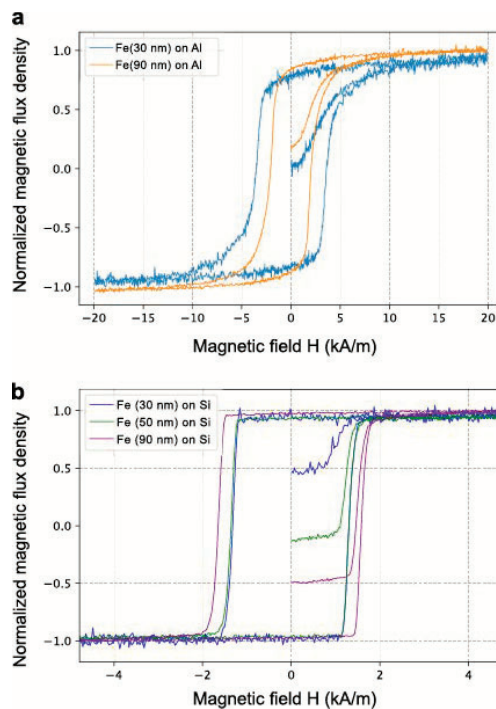 a
Fe(30 nm) on Al
Fe(90 nm) on Al
Normalized magnetic flux density
1.0
0.5
0.0
−0.5
−1.0
−20 −15 −10 −5 0 5 10 15 20
Magnetic field H (kA/m)
b
Fe (30 nm) on Si
Fe (50 nm) on Si
Fe (90 nm) on Si
Normalized magnetic flux density
1.0
0.5
0.0
−0.5
−1.0
−4 −2 0 2 4
Magnetic field H (kA/m)